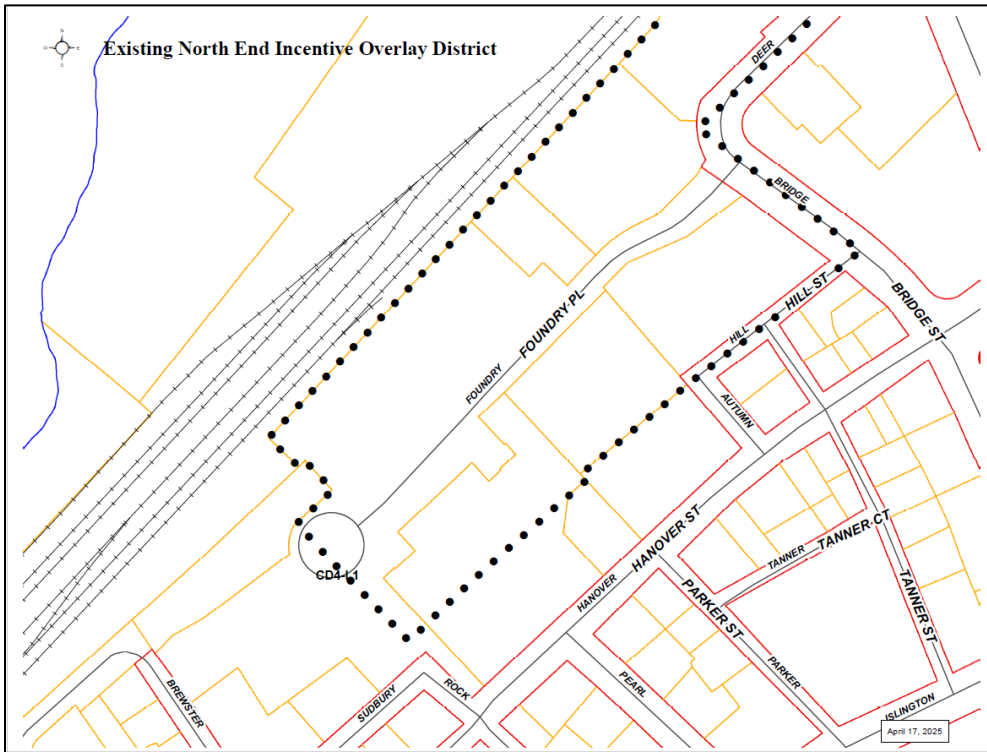 N
W E
S
Existing North End Incentive Overlay District
DEER
BRIDGE
HILL ST
HILL
BRIDGE ST
FOUNDRY PL
FOUNDRY
AUTUMN
HANOVER ST
HANOVER
TANNER CT
TANNER
TANNER ST
CD4-L1
PARKER ST
PARKER
PEARL
ROCK
SUDBURY
BREWSTER
ISLINGTON
April 17, 2025